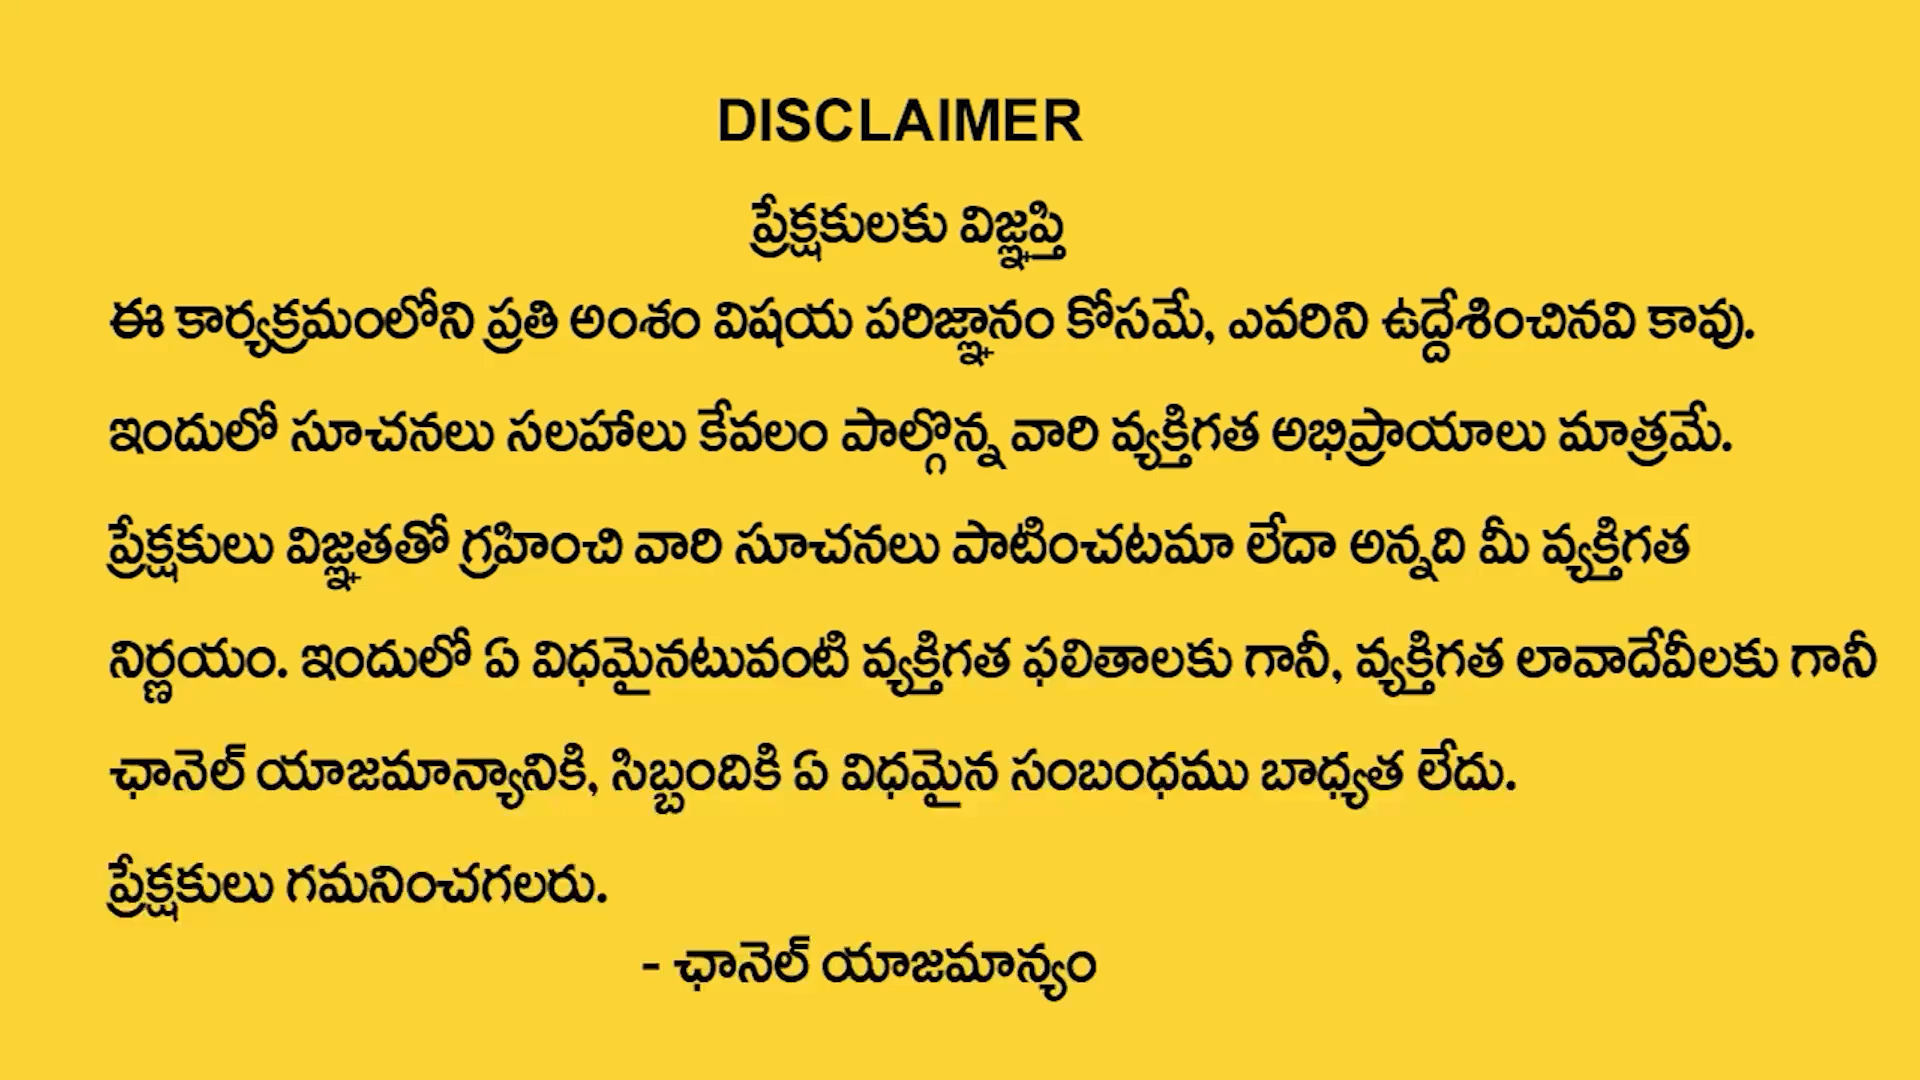 DISCLAIMER
ప్రేక్షకులకు విజ్ఞప్తి
ఈ కార్యక్రమంలోని ప్రతి అంశం విషయ పరిజ్ఞానం కోసమే, ఎవరిని ఉద్దేశించినవి కావు.
ఇందులో సూచనలు సలహాలు కేవలం పాల్గొన్న వారి వ్యక్తిగత అభిప్రాయాలు మాత్రమే.
ప్రేక్షకులు విజ్ఞతతో గ్రహించి వారి సూచనలు పాటించటమా లేదా అన్నది మీ వ్యక్తిగత
నిర్ణయం. ఇందులో ఏ విధమైనటువంటి వ్యక్తిగత ఫలితాలకు గానీ, వ్యక్తిగత లావాదేవీలకు గానీ
ఛానెల్ యాజమాన్యానికి, సిబ్బందికి ఏ విధమైన సంబంధము బాధ్యత లేదు.
ప్రేక్షకులు గమనించగలరు.
- ఛానెల్ యాజమాన్యం